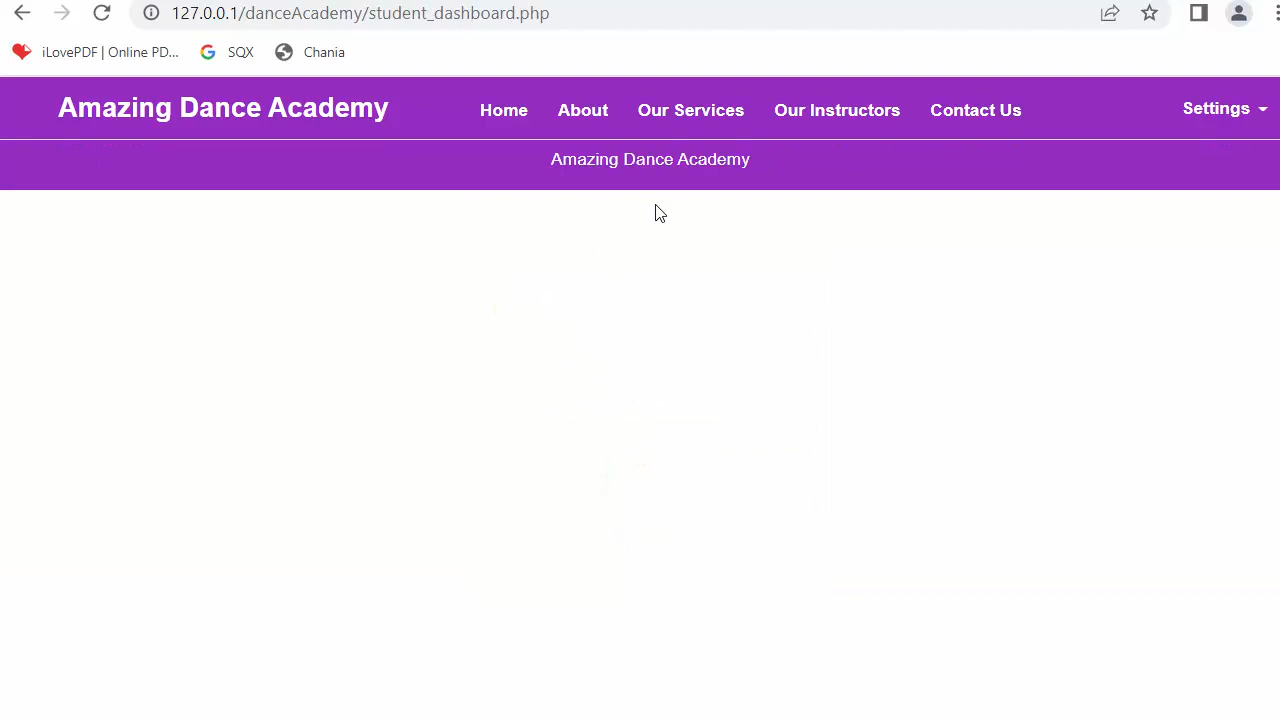 127.0.0.1/danceAcademy/student_dashboard.php
iLovePDF | Online PD... SQX Chania
Amazing Dance Academy Home About Our Services Our Instructors Contact Us Settings
Amazing Dance Academy